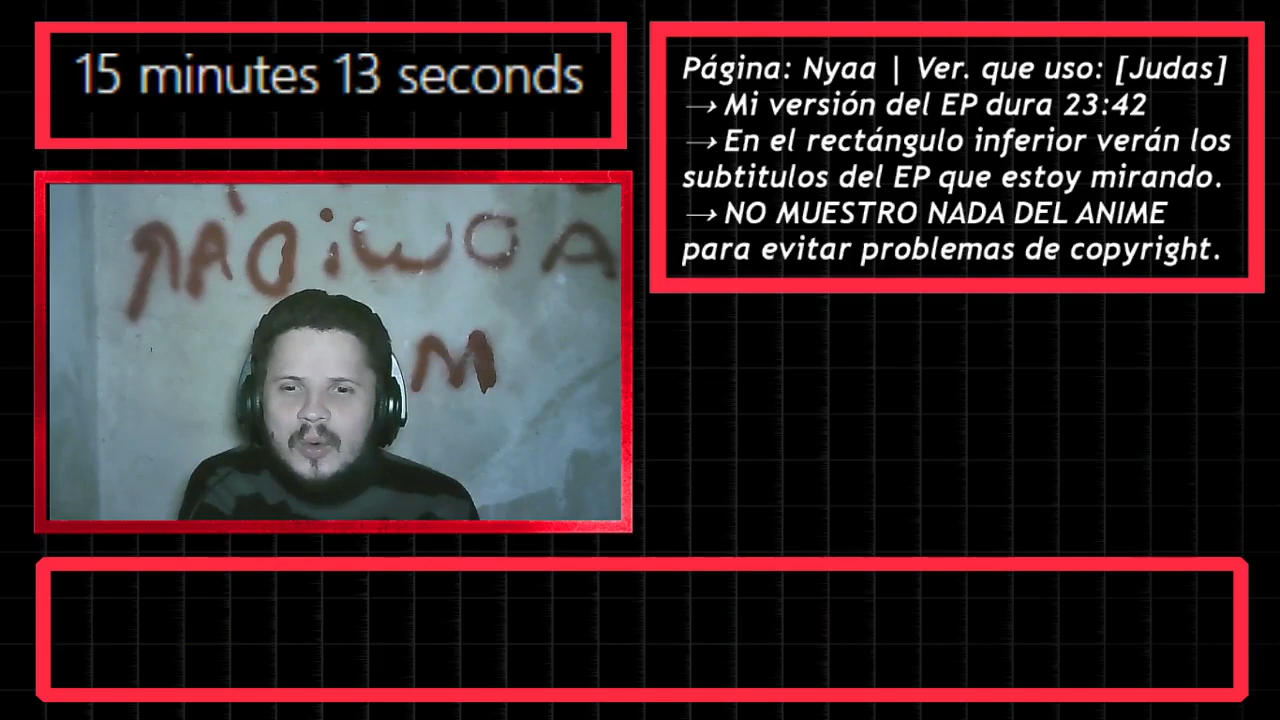 15 minutes 13 seconds
Página: Nyaa | Ver. que uso: [Judas]
→ Mi versión del EP dura 23:42
→ En el rectángulo inferior verán los
subtitulos del EP que estoy mirando.
→ NO MUESTRO NADA DEL ANIME
para evitar problemas de copyright.